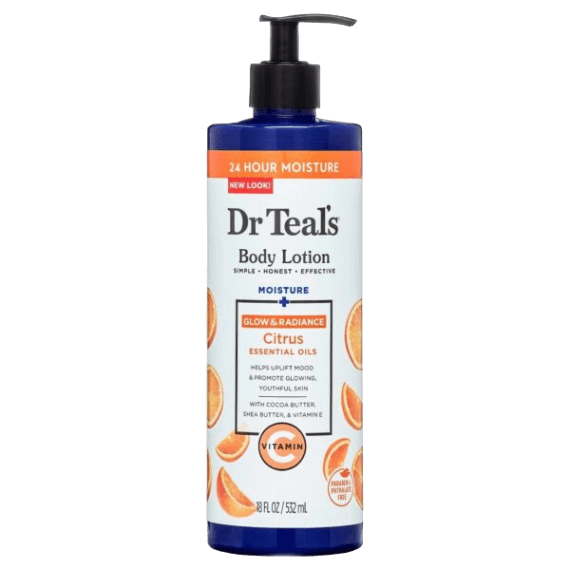 24 HOUR MOISTURE
NEW LOOK!
Dr Teal's
Body Lotion
SIMPLE • HONEST • EFFECTIVE
MOISTURE
+
GLOW & RADIANCE
Citrus
ESSENTIAL OILS
HELPS UPLIFT MOOD
& PROMOTE GLOWING,
YOUTHFUL SKIN
WITH COCOA BUTTER,
SHEA BUTTER, & VITAMIN E
C
VITAMIN
PARABEN &
PHTHALATE
FREE
18 FL OZ / 532 mL